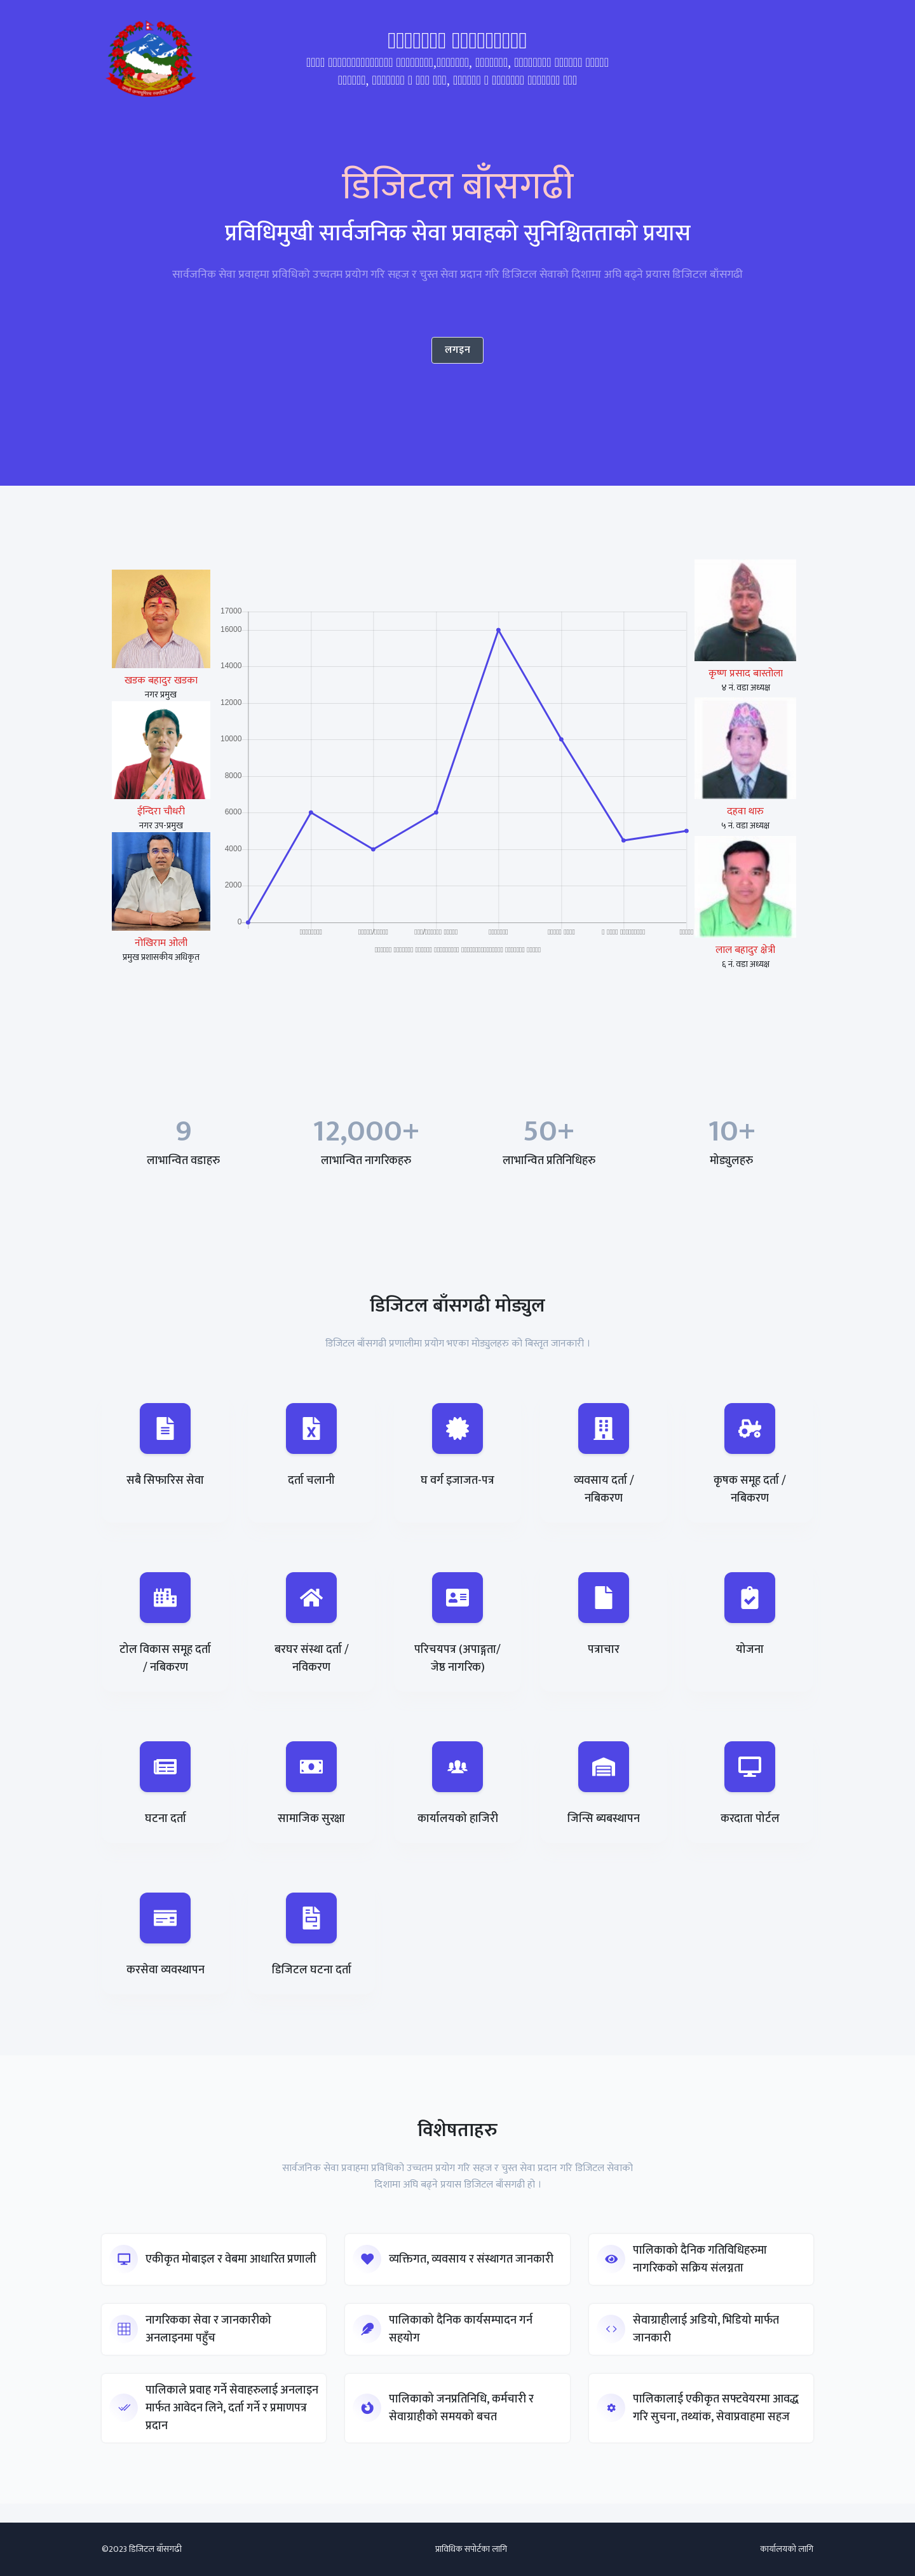 डिजिटल बाँसगढी
प्रविधिमुखी सार्वजनिक सेवा प्रवाहको सुनिश्चितताको प्रयास
सार्वजनिक सेवा प्रवाहमा प्रविधिको उच्चतम प्रयोग गरि सहज र चुस्त सेवा प्रदान गरि डिजिटल सेवाको दिशामा अघि बढ्ने प्रयास डिजिटल बाँसगढी
लगइन
खडक बहादुर खडका
नगर प्रमुख
ईन्दिरा चौधरी
नगर उप-प्रमुख
नोखिराम ओली
प्रमुख प्रशासकीय अधिकृत
17000
16000
14000
12000
10000
8000
6000
4000
2000
0
कृष्ण प्रसाद बास्तोला
४ नं. वडा अध्यक्ष
दहवा थारु
५ नं. वडा अध्यक्ष
लाल बहादुर क्षेत्री
६ नं. वडा अध्यक्ष
9
लाभान्वित वडाहरु
12,000+
लाभान्वित नागरिकहरु
50+
लाभान्वित प्रतिनिधिहरु
10+
मोड्युलहरु
डिजिटल बाँसगढी मोड्युल
डिजिटल बाँसगढी प्रणालीमा प्रयोग भएका मोड्युलहरु को बिस्तृत जानकारी ।
सबै सिफारिस सेवा
दर्ता चलानी
घ वर्ग इजाजत-पत्र
व्यवसाय दर्ता /
नबिकरण
कृषक समूह दर्ता /
नबिकरण
टोल विकास समूह दर्ता
/ नबिकरण
बरघर संस्था दर्ता /
नविकरण
परिचयपत्र (अपाङ्गता/
जेष्ठ नागरिक)
पत्राचार
योजना
घटना दर्ता
सामाजिक सुरक्षा
कार्यालयको हाजिरी
जिन्सि ब्यबस्थापन
करदाता पोर्टल
करसेवा व्यवस्थापन
डिजिटल घटना दर्ता
विशेषताहरु
सार्वजनिक सेवा प्रवाहमा प्रविधिको उच्चतम प्रयोग गरि सहज र चुस्त सेवा प्रदान गरि डिजिटल सेवाको
दिशामा अघि बढ्ने प्रयास डिजिटल बाँसगढी हो ।
एकीकृत मोबाइल र वेबमा आधारित प्रणाली
व्यक्तिगत, व्यवसाय र संस्थागत जानकारी
पालिकाको दैनिक गतिविधिहरुमा
नागरिकको सक्रिय संलग्नता
नागरिकका सेवा र जानकारीको
अनलाइनमा पहुँच
पालिकाको दैनिक कार्यसम्पादन गर्न
सहयोग
सेवाग्राहीलाई अडियो, भिडियो मार्फत
जानकारी
पालिकाले प्रवाह गर्ने सेवाहरुलाई अनलाइन
मार्फत आवेदन लिने, दर्ता गर्ने र प्रमाणपत्र
प्रदान
पालिकाको जनप्रतिनिधि, कर्मचारी र
सेवाग्राहीको समयको बचत
पालिकालाई एकीकृत सफ्टवेयरमा आवद्ध
गरि सुचना, तथ्यांक, सेवाप्रवाहमा सहज
©2023 डिजिटल बाँसगढी
प्राविधिक सपोर्टका लागि
कार्यालयको लागि